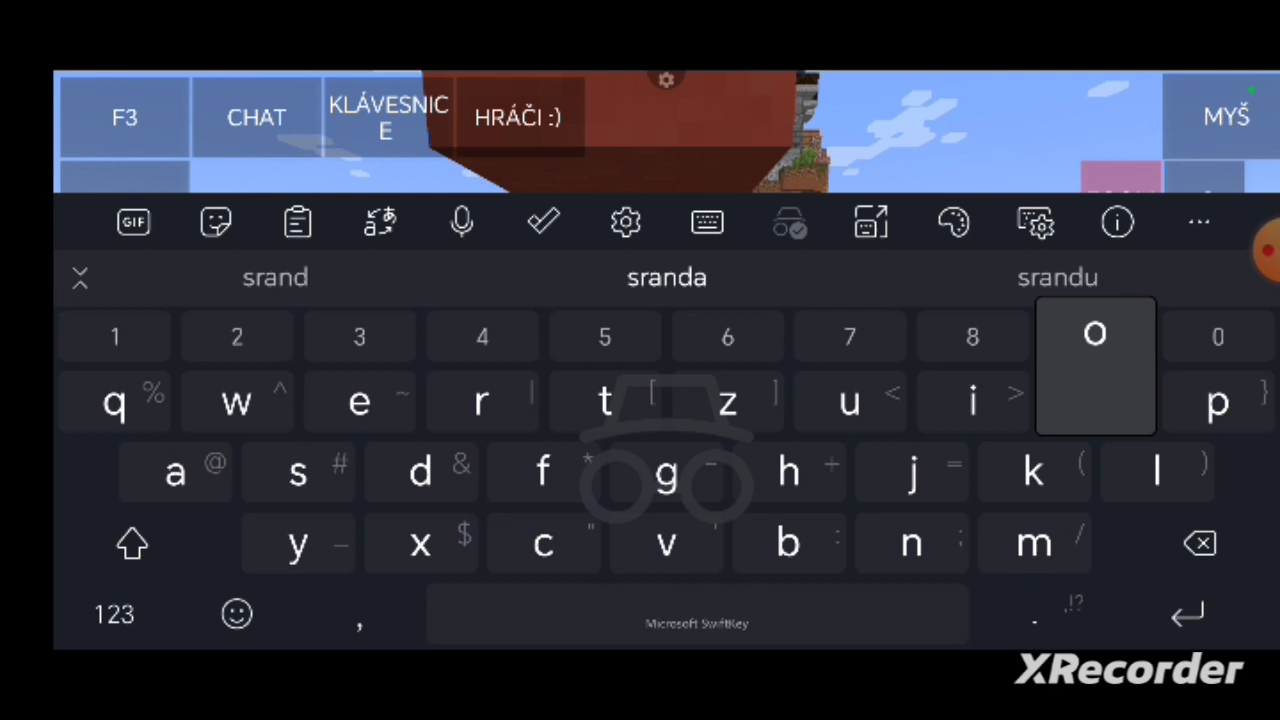 F3
CHAT
KLÁVESNIC
E
HRÁČI :)
MYŠ
GIF
srand
sranda
srandu
1 2 3 4 5 6 7 8 o 0
q % w ^ e ~ r | t [ z ] u < i > p }
a @ s # d & f * g - h + j = k ( l )
y _ x $ c " v ' b : n ; m /
123 , Microsoft SwiftKey . ,!?
XRecorder